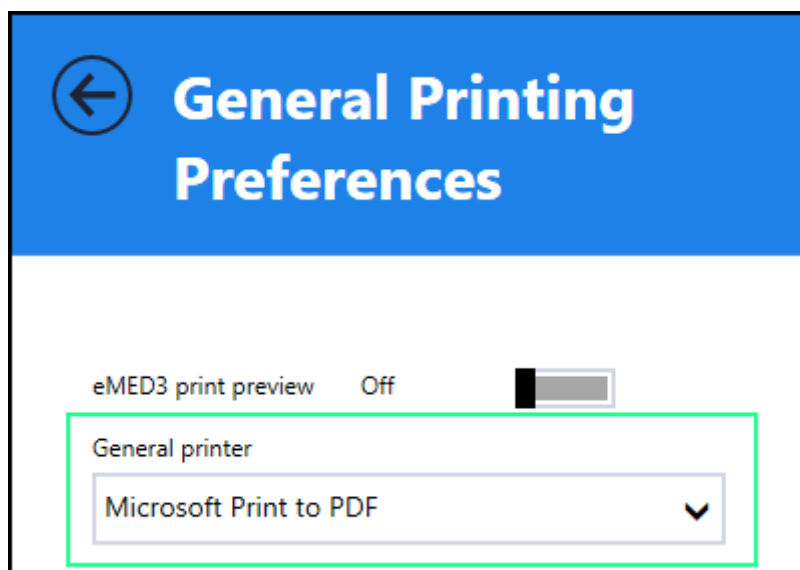 General Printing
Preferences
eMED3 print preview Off
General printer
Microsoft Print to PDF